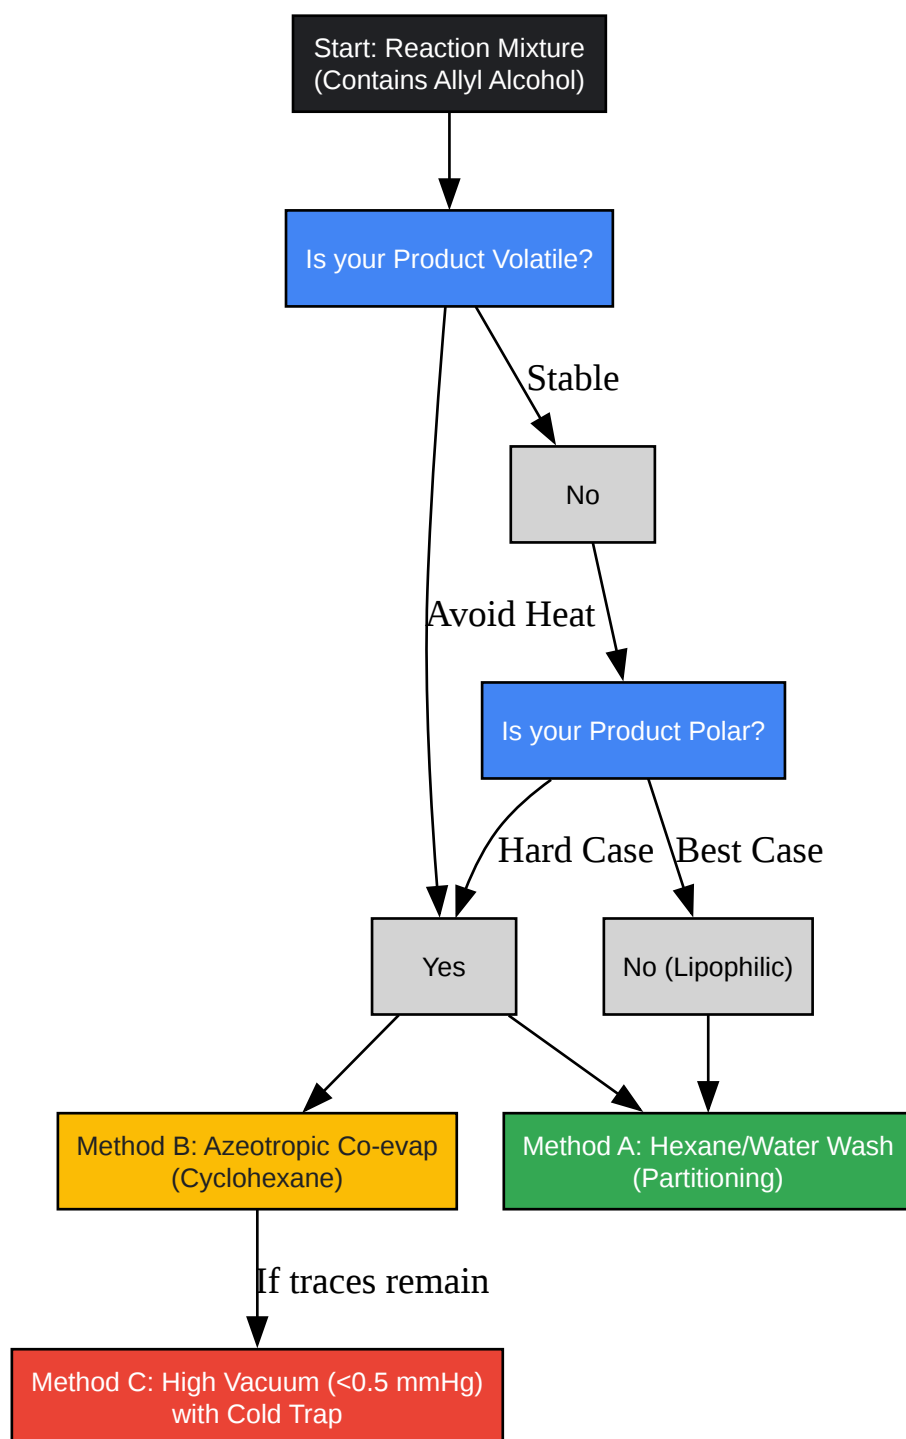 Start: Reaction Mixture
(Contains Allyl Alcohol)
Is your Product Volatile?
Stable
No
Avoid Heat
Is your Product Polar?
Hard Case
Best Case
Yes
No (Lipophilic)
Method B: Azeotropic Co-evap
(Cyclohexane)
Method A: Hexane/Water Wash
(Partitioning)
If traces remain
Method C: High Vacuum (<0.5 mmHg)
with Cold Trap